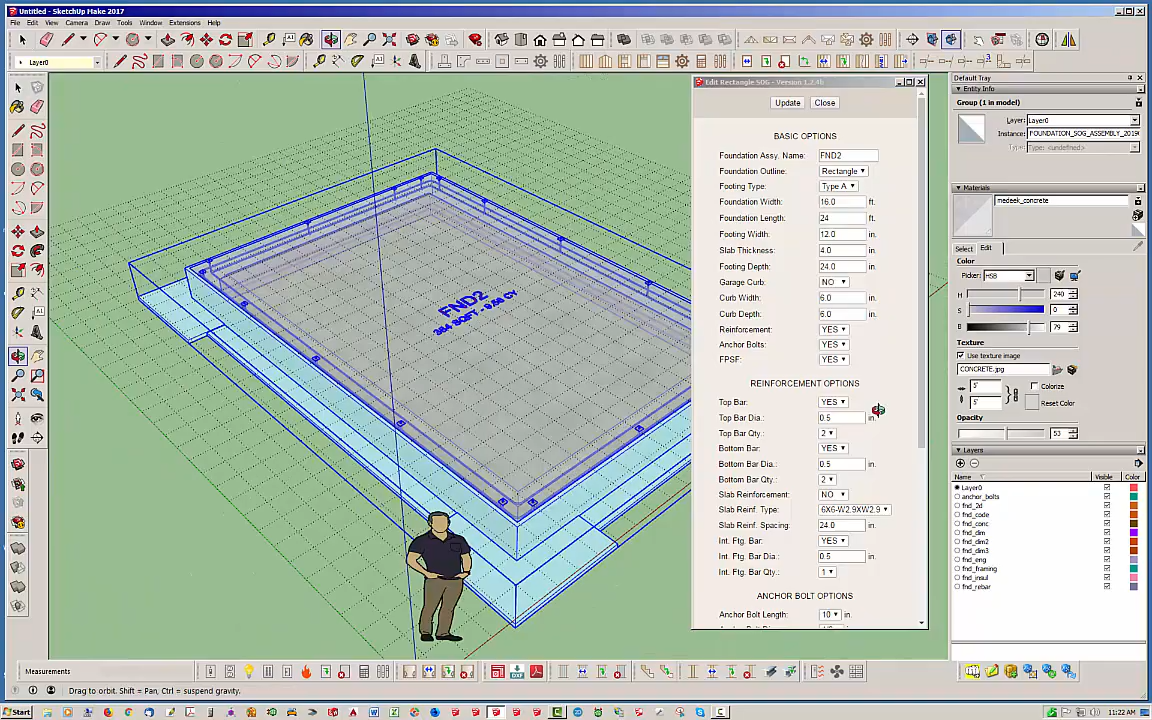 Untitled - SketchUp Make 2017
File Edit View Camera Draw Tools Window Extensions Help
Layer0
Edit Rectangle SOG - Version 1.2.4b
Update Close
BASIC OPTIONS
Foundation Assy. Name: FND2
Foundation Outline: Rectangle
Footing Type: Type A
Foundation Width: 16.0 ft.
Foundation Length: 24 ft.
Footing Width: 12.0 in.
Slab Thickness: 4.0 in.
Footing Depth: 24.0 in.
Garage Curb: NO
Curb Width: 6.0 in.
Curb Depth: 6.0 in.
Reinforcement: YES
Anchor Bolts: YES
FPSF: YES
REINFORCEMENT OPTIONS
Top Bar: YES
Top Bar Dia.: 0.5 in.
Top Bar Qty.: 2
Bottom Bar: YES
Bottom Bar Dia.: 0.5 in.
Bottom Bar Qty.: 2
Slab Reinforcement: NO
Slab Reinf. Type: 6X6-W2.9XW2.9
Slab Reinf. Spacing: 24.0 in.
Int. Ftg. Bar: YES
Int. Ftg. Bar Dia.: 0.5 in.
Int. Ftg. Bar Qty.: 1
ANCHOR BOLT OPTIONS
Anchor Bolt Length: 10 in.
FND2
Default Tray
Entity Info
Group (1 in model)
Layer: Layer0
Instance: FOUNDATION_SOG_ASSEMBLY_2019
Type: Type: <undefined>
Materials
medeek_concrete
Select Edit
Color
Picker: HSB
H 240
S 0
B 79
Texture
Use texture image
CONCRETE.jpg
5' Colorize
5' Reset Color
Opacity
53
Layers
Name Visible Color
Layer0
anchor_bolts
fnd_2d
fnd_code
fnd_conc
fnd_dim
fnd_dim2
fnd_dim3
fnd_eng
fnd_framing
fnd_insul
fnd_rebar
Measurements
Drag to orbit. Shift = Pan, Ctrl = suspend gravity.
Start
11:22 AM